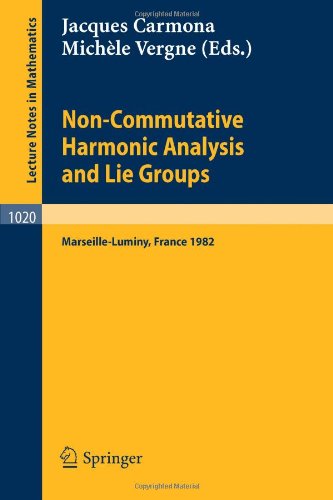 Jacques Carmona
Michèle Vergne (Eds.)
Lecture Notes in Mathematics
Non-Commutative
Harmonic Analysis
and Lie Groups
1020
Marseille-Luminy, France 1982
Springer